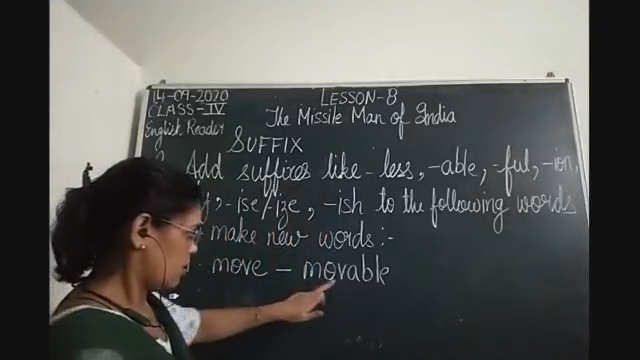 14-09-2020
CLASS-IV
English Reader
LESSON-8
The Missile Man of India
SUFFIX
Add suffixes like -less, -able, -ful, -ion,
-ise/-ize, -ish to the following words
make new words:-
move - movable